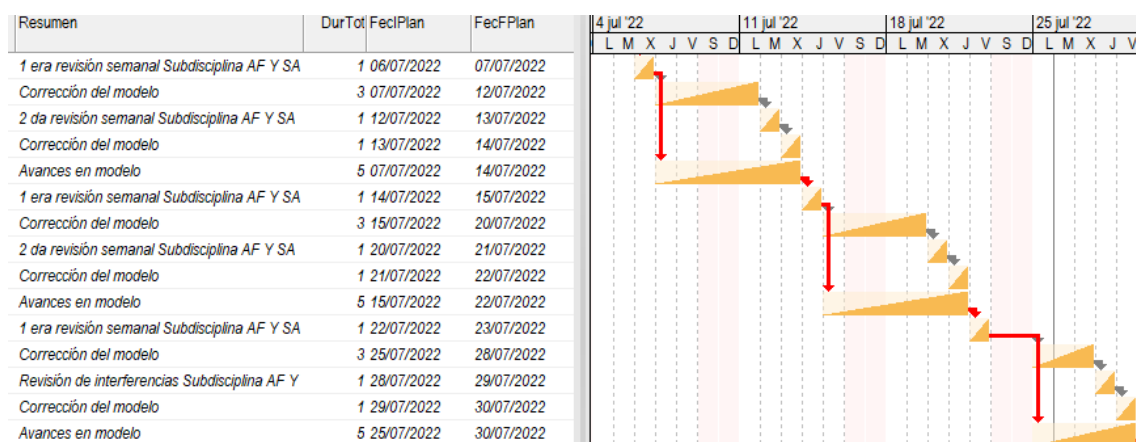 Resumen DurTot FecIPlan FecFPlan 4 jul '22 11 jul '22 18 jul '22 25 jul '22
L M X J V S D L M X J V S D L M X J V S D L M X J V
1 era revisión semanal Subdisciplina AF Y SA 1 06/07/2022 07/07/2022
Corrección del modelo 3 07/07/2022 12/07/2022
2 da revisión semanal Subdisciplina AF Y SA 1 12/07/2022 13/07/2022
Corrección del modelo 1 13/07/2022 14/07/2022
Avances en modelo 5 07/07/2022 14/07/2022
1 era revisión semanal Subdisciplina AF Y SA 1 14/07/2022 15/07/2022
Corrección del modelo 3 15/07/2022 20/07/2022
2 da revisión semanal Subdisciplina AF Y SA 1 20/07/2022 21/07/2022
Corrección del modelo 1 21/07/2022 22/07/2022
Avances en modelo 5 15/07/2022 22/07/2022
1 era revisión semanal Subdisciplina AF Y SA 1 22/07/2022 23/07/2022
Corrección del modelo 3 25/07/2022 28/07/2022
Revisión de interferencias Subdisciplina AF Y 1 28/07/2022 29/07/2022
Corrección del modelo 1 29/07/2022 30/07/2022
Avances en modelo 5 25/07/2022 30/07/2022